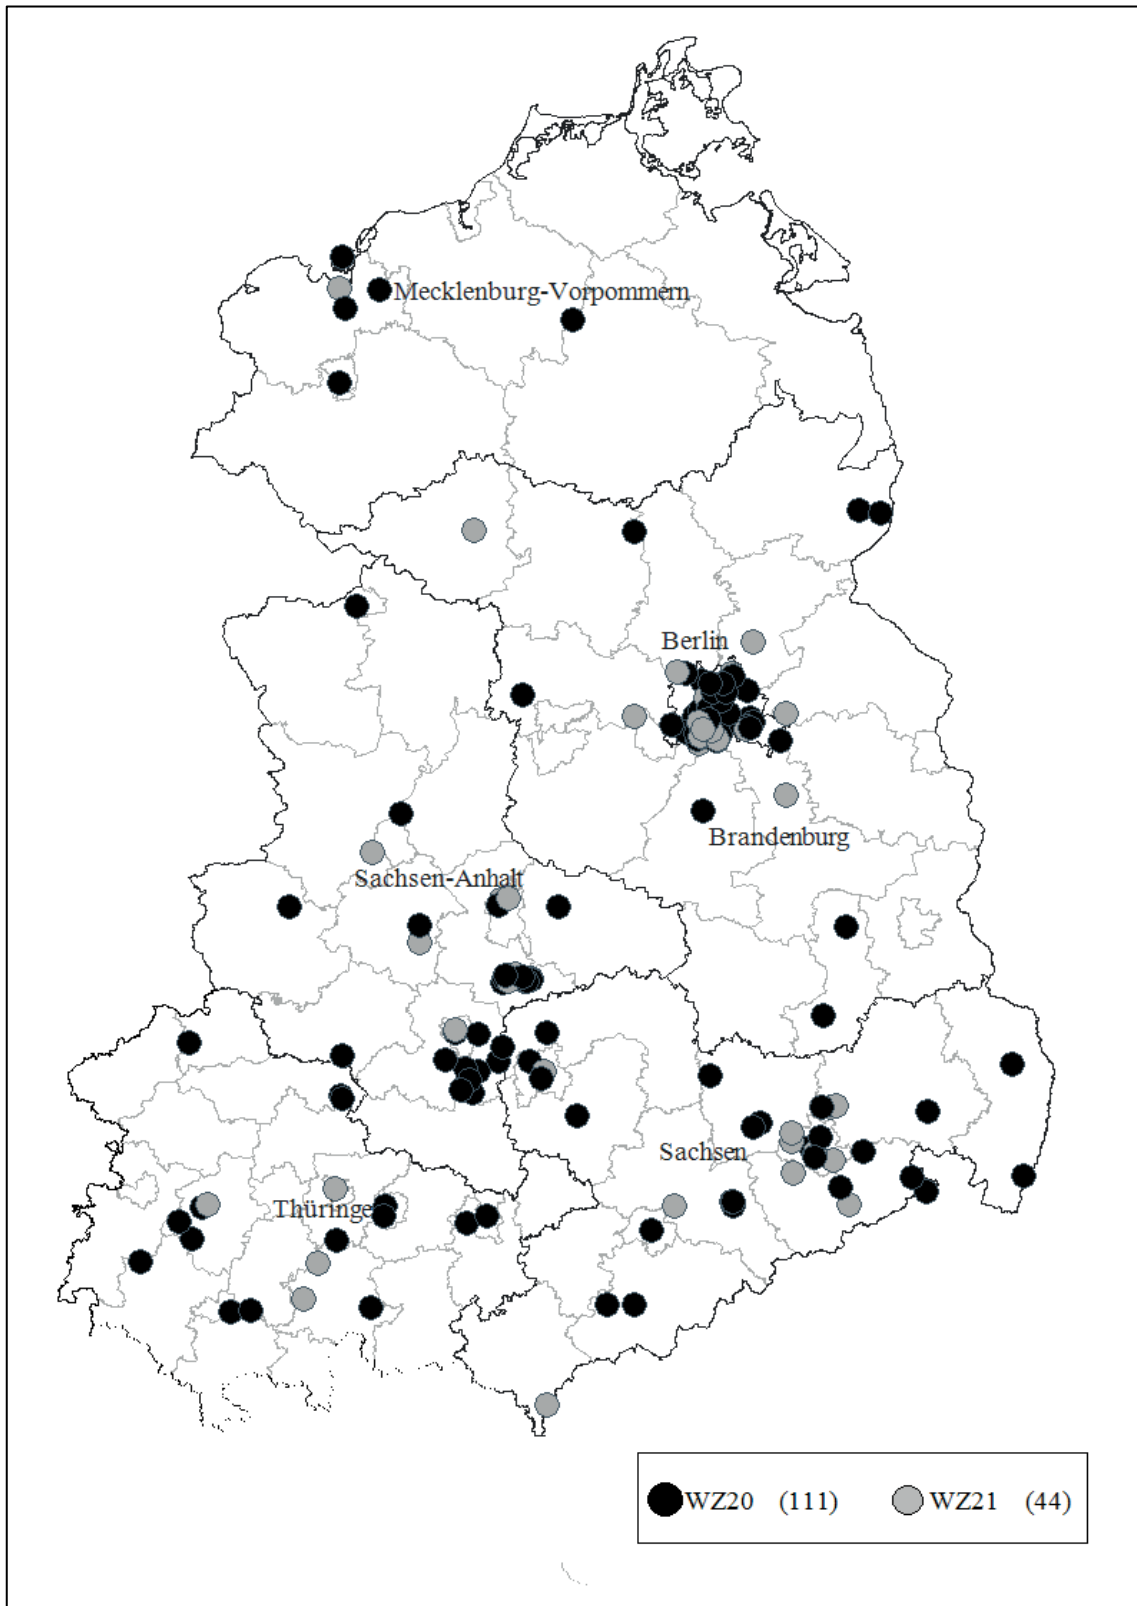 Mecklenburg-Vorpommern
Berlin
Brandenburg
Sachsen-Anhalt
Sachsen
Thüringe
WZ20 (111) WZ21 (44)